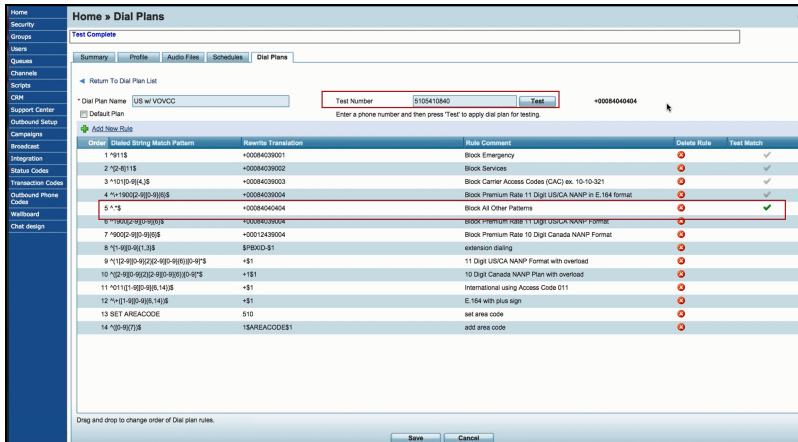 Home
Security
Groups
Users
Queues
Channels
Scripts
CRM
Support Center
Outbound Setup
Campaigns
Broadcast
Integration
Status Codes
Transaction Codes
Outbound Phone
Codes
Wallboard
Chat design
Home » Dial Plans
Test Complete
Summary Profile Audio Files Schedules Dial Plans
Return To Dial Plan List
* Dial Plan Name US w/ VOVCC Test Number 5105410840 Test +00084040404
Default Plan Enter a phone number and then press 'Test' to apply dial plan for testing.
Add New Rule
Order Dialed String Match Pattern Rewrite Translation Rule Comment Delete Rule Test Match
1 ^911$ +00084039001 Block Emergency
2 ^[2-8]11$ +00084039002 Block Services
3 ^101[0-9]{4,}$ +00084039003 Block Carrier Access Codes (CAC) ex. 10-10-321
4 ^\+1900[2-9][0-9]{6}$ +00084039004 Block Premium Rate 11 Digit US/CA NANP in E.164 format
5 ^.*$ +00084040404 Block All Other Patterns
6 ^1900[2-9][0-9]{6}$ +00084039004 Block Premium Rate 11 Digit US/CA NANP Format
7 ^900[2-9][0-9]{6}$ +00012439004 Block Premium Rate 10 Digit Canada NANP Format
8 ^[1-9][0-9]{1,3}$ $PBXID-$1 extension dialing
9 ^(1[2-9][0-9]{2}[2-9][0-9]{6})[0-9]*$ +$1 11 Digit US/CA NANP Format with overload
10 ^([2-9][0-9]{2}[2-9][0-9]{6})[0-9]*$ +1$1 10 Digit Canada NANP Plan with overload
11 ^011([1-9][0-9]{6,14})$ +$1 International using Access Code 011
12 ^\+([1-9][0-9]{6,14})$ +$1 E.164 with plus sign
13 SET AREACODE 510 set area code
14 ^([0-9]{7})$ 1$AREACODE$1 add area code
Drag and drop to change order of Dial plan rules.
Save Cancel